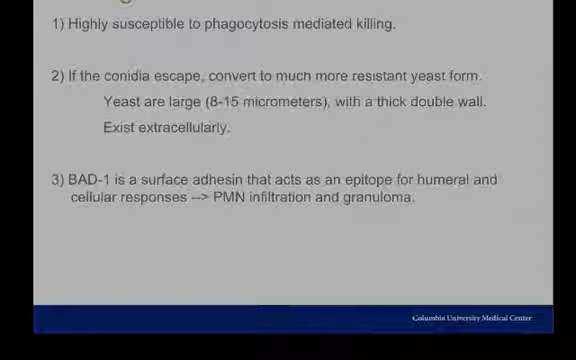 1) Highly susceptible to phagocytosis mediated killing.
2) If the conidia escape, convert to much more resistant yeast form.
Yeast are large (8-15 micrometers), with a thick double wall.
Exist extracellularly.
3) BAD-1 is a surface adhesin that acts as an epitope for humeral and
cellular responses --> PMN infiltration and granuloma.
Columbia University Medical Center